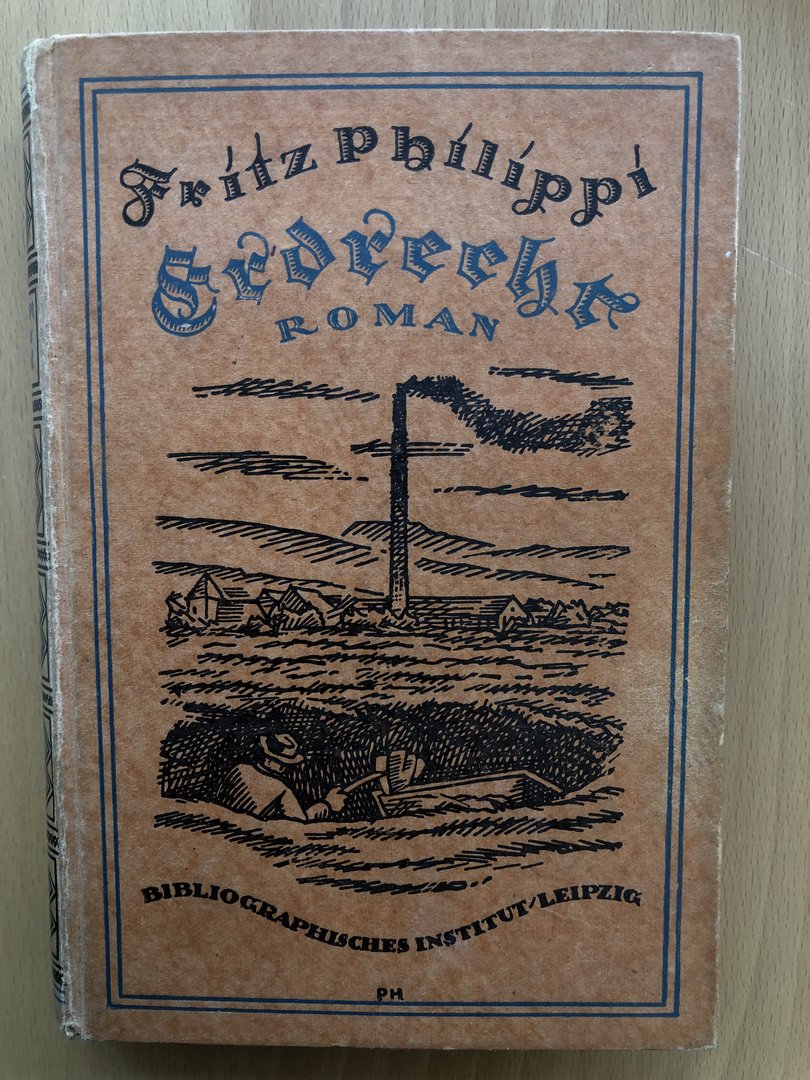 Fritz Philippi
Erdrecht
ROMAN
BIBLIOGRAPHISCHES INSTITUT/LEIPZIG
PH